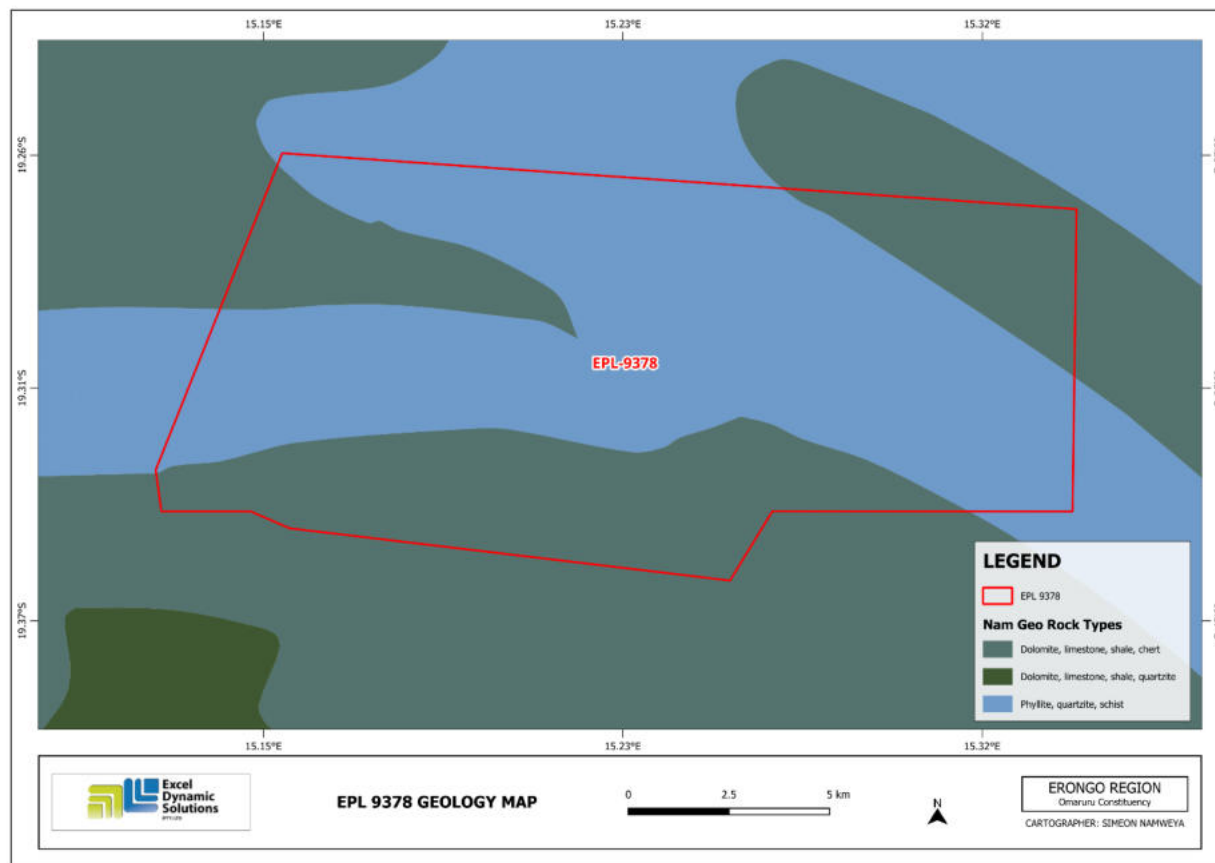 15.15°E
15.23°E
15.32°E
19.26°S
19.31°S
19.37°S
EPL-9378
LEGEND
EPL 9378
Nam Geo Rock Types
Dolomite, limestone, shale, chert
Dolomite, limestone, shale, quartzite
Phyllite, quartzite, schist
15.15°E
15.23°E
15.32°E
Excel
Dynamic
Solutions
(PTY) LTD
EPL 9378 GEOLOGY MAP
0 2.5 5 km
N
ERONGO REGION
Omaruru Constituency
CARTOGRAPHER: SIMEON NAMWEYA